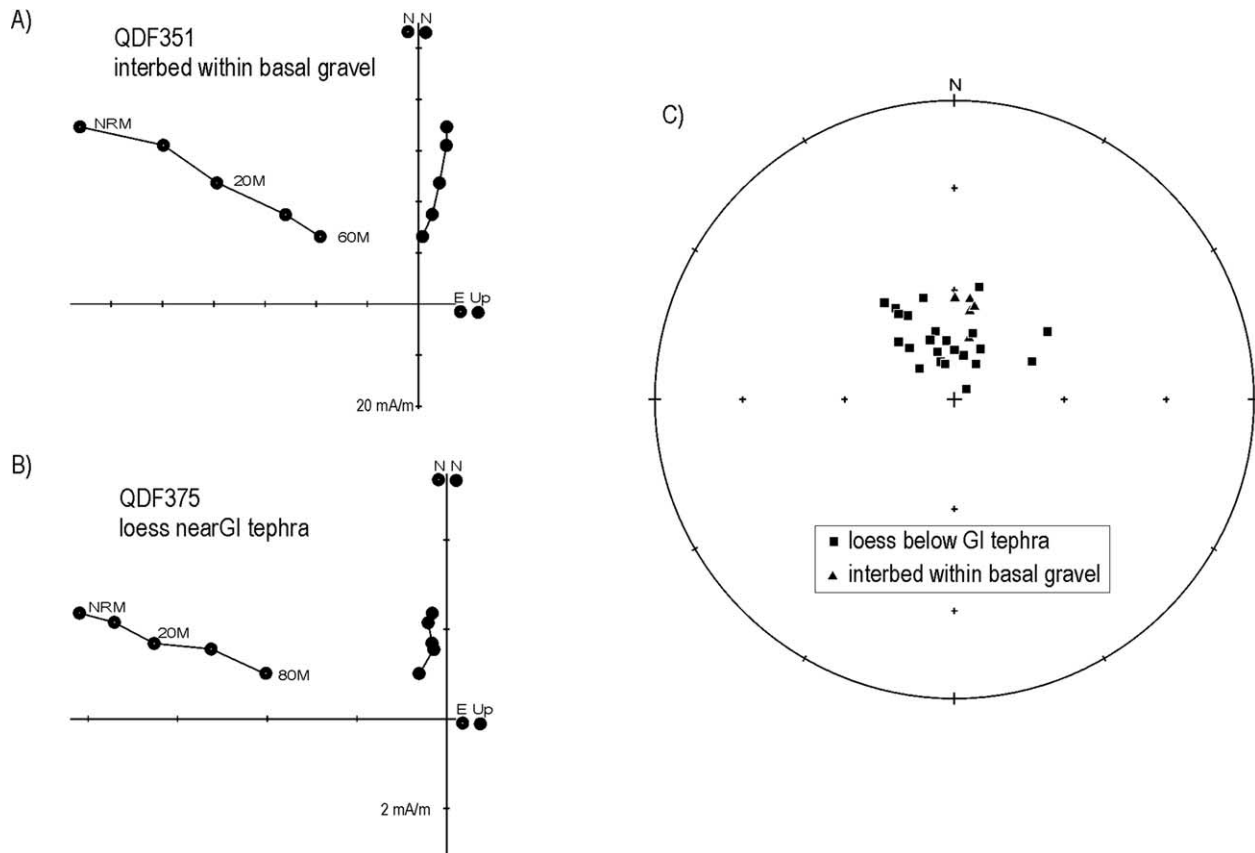 A)
QDF351
interbed within basal gravel
N N
NRM
20M
60M
E Up
20 mA/m
B)
QDF375
loess nearGI tephra
N N
NRM
20M
80M
E Up
2 mA/m
C)
N
loess below GI tephra
interbed within basal gravel